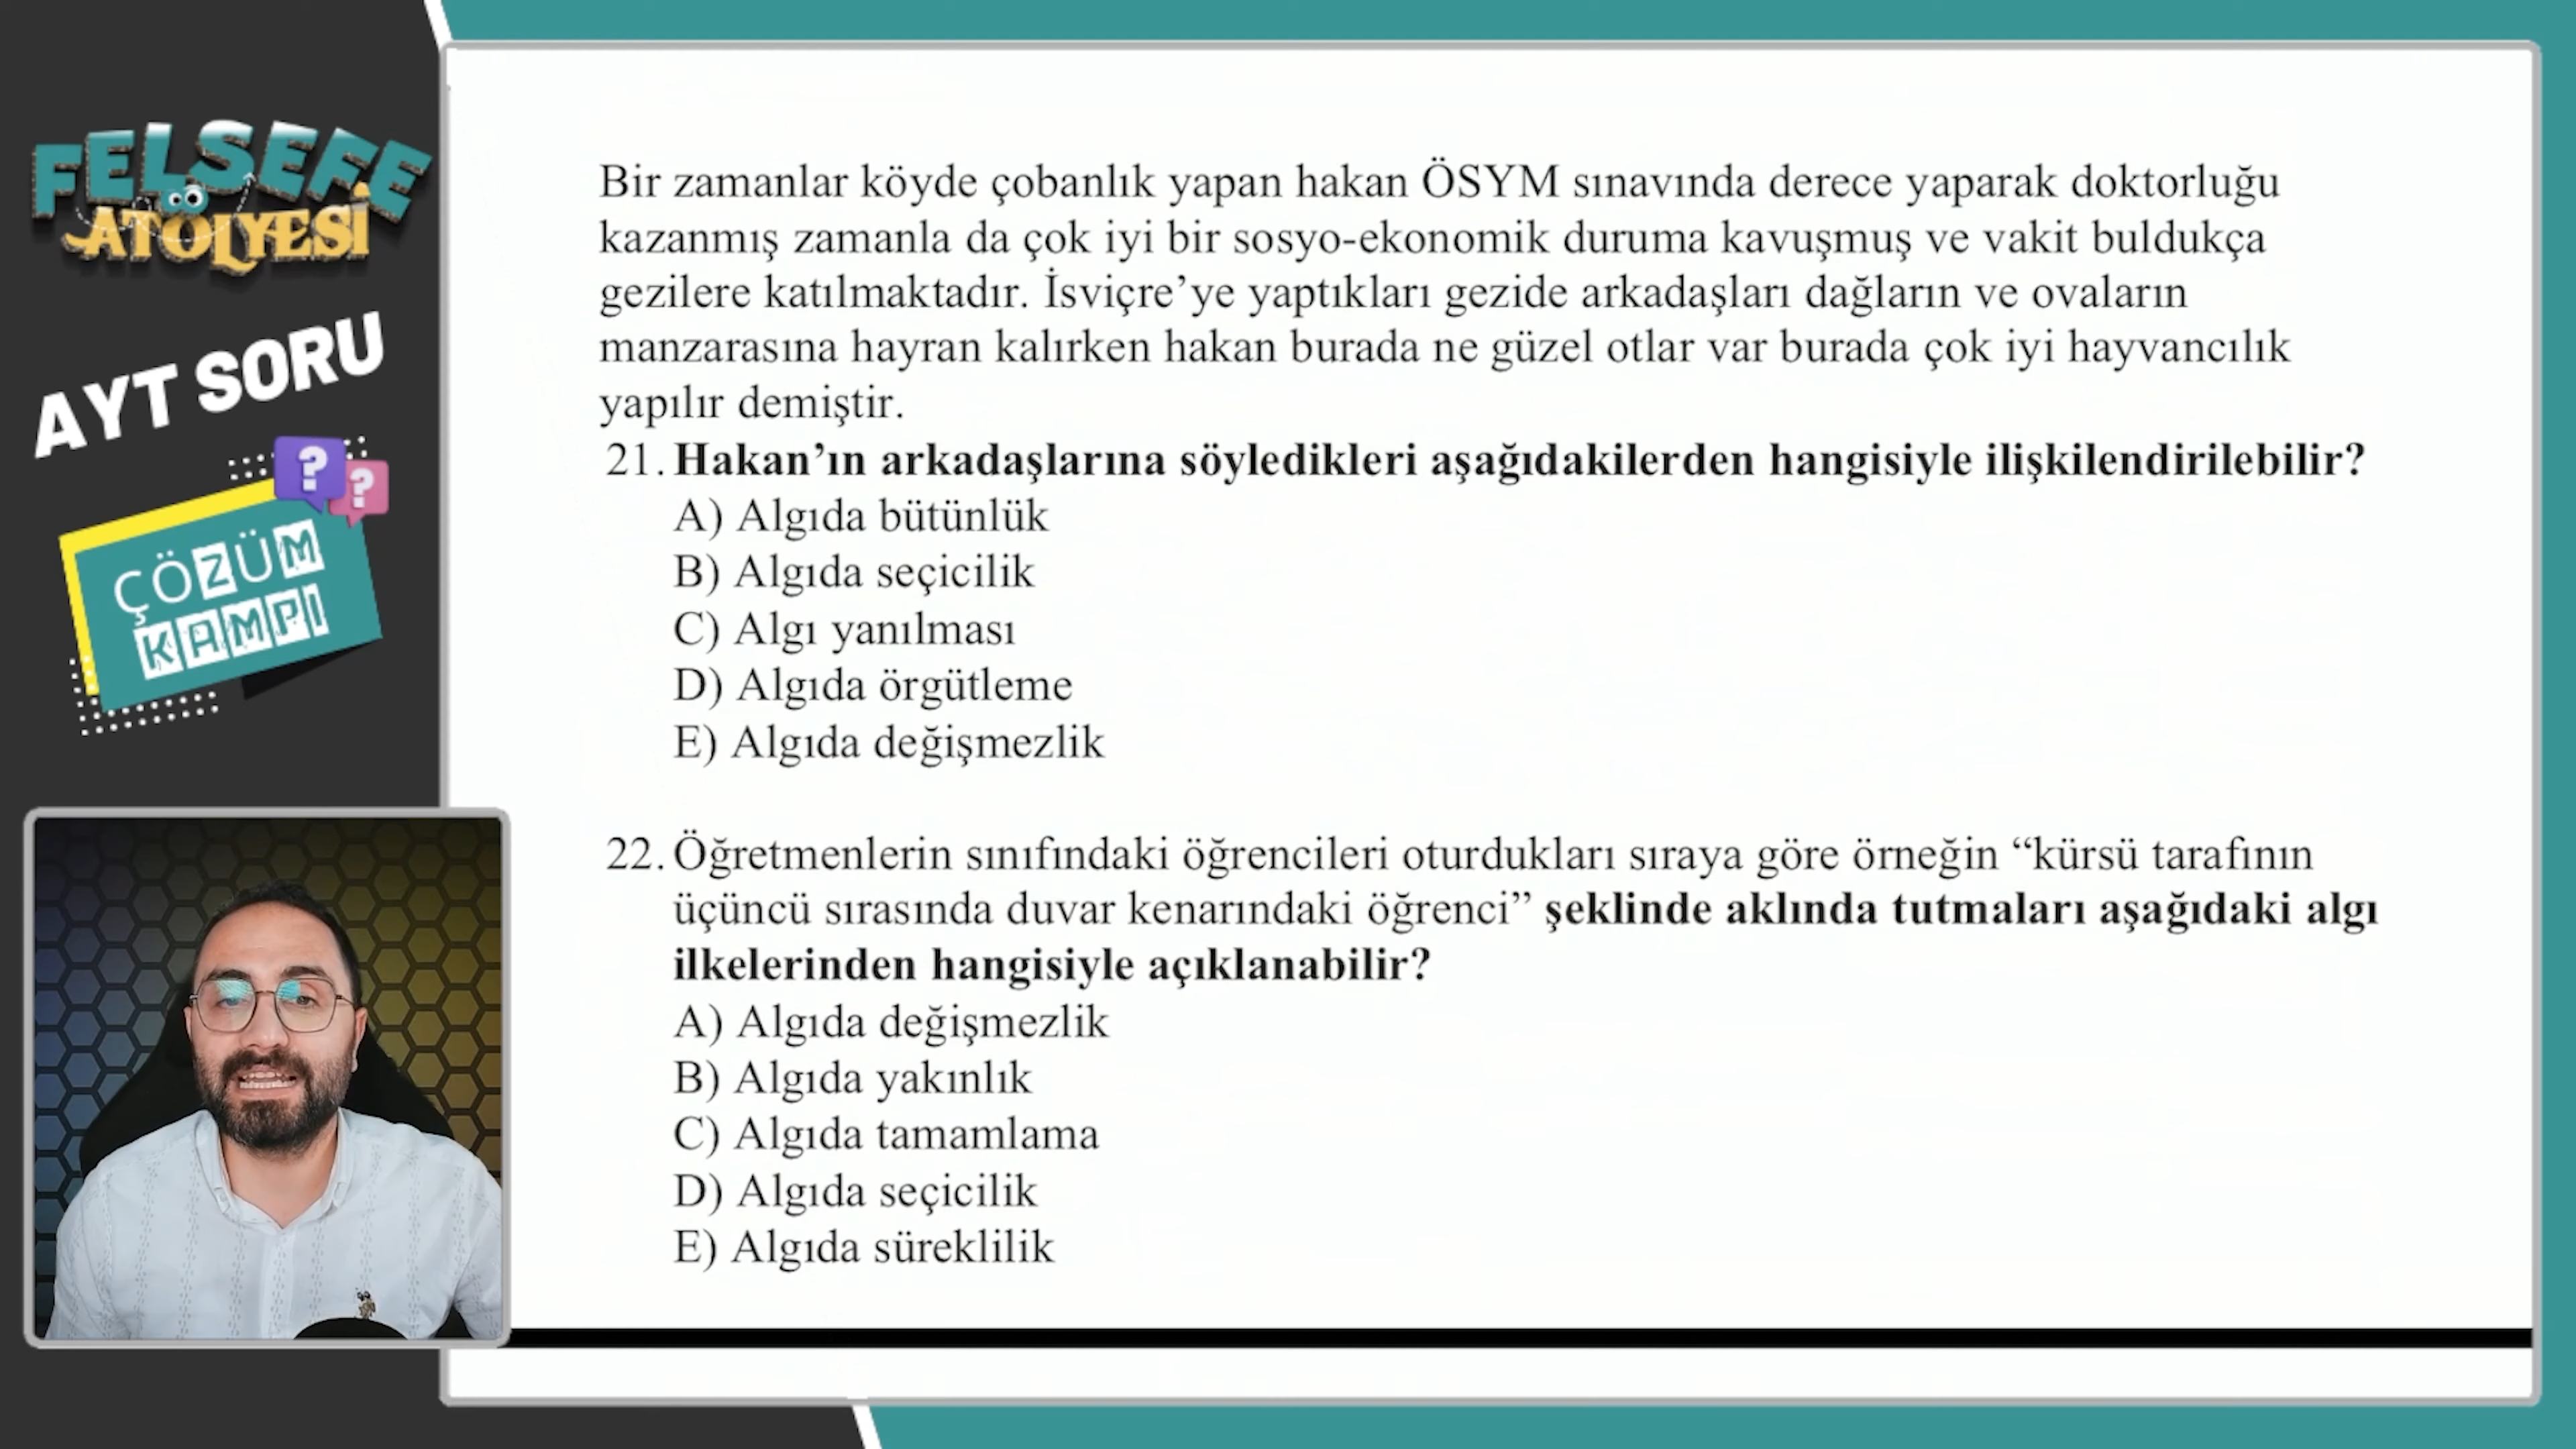 FELSEFE
ATÖLYESİ
AYT SORU
? ?
ÇÖZÜM
KAMPI
Bir zamanlar köyde çobanlık yapan hakan ÖSYM sınavında derece yaparak doktorluğu
kazanmış zamanla da çok iyi bir sosyo-ekonomik duruma kavuşmuş ve vakit buldukça
gezilere katılmaktadır. İsviçre’ye yaptıkları gezide arkadaşları dağların ve ovaların
manzarasına hayran kalırken hakan burada ne güzel otlar var burada çok iyi hayvancılık
yapılır demiştir.
21. Hakan’ın arkadaşlarına söyledikleri aşağıdakilerden hangisiyle ilişkilendirilebilir?
A) Algıda bütünlük
B) Algıda seçicilik
C) Algı yanılması
D) Algıda örgütleme
E) Algıda değişmezlik
22. Öğretmenlerin sınıfındaki öğrencileri oturdukları sıraya göre örneğin “kürsü tarafının
üçüncü sırasında duvar kenarındaki öğrenci” şeklinde aklında tutmaları aşağıdaki algı
ilkelerinden hangisiyle açıklanabilir?
A) Algıda değişmezlik
B) Algıda yakınlık
C) Algıda tamamlama
D) Algıda seçicilik
E) Algıda süreklilik